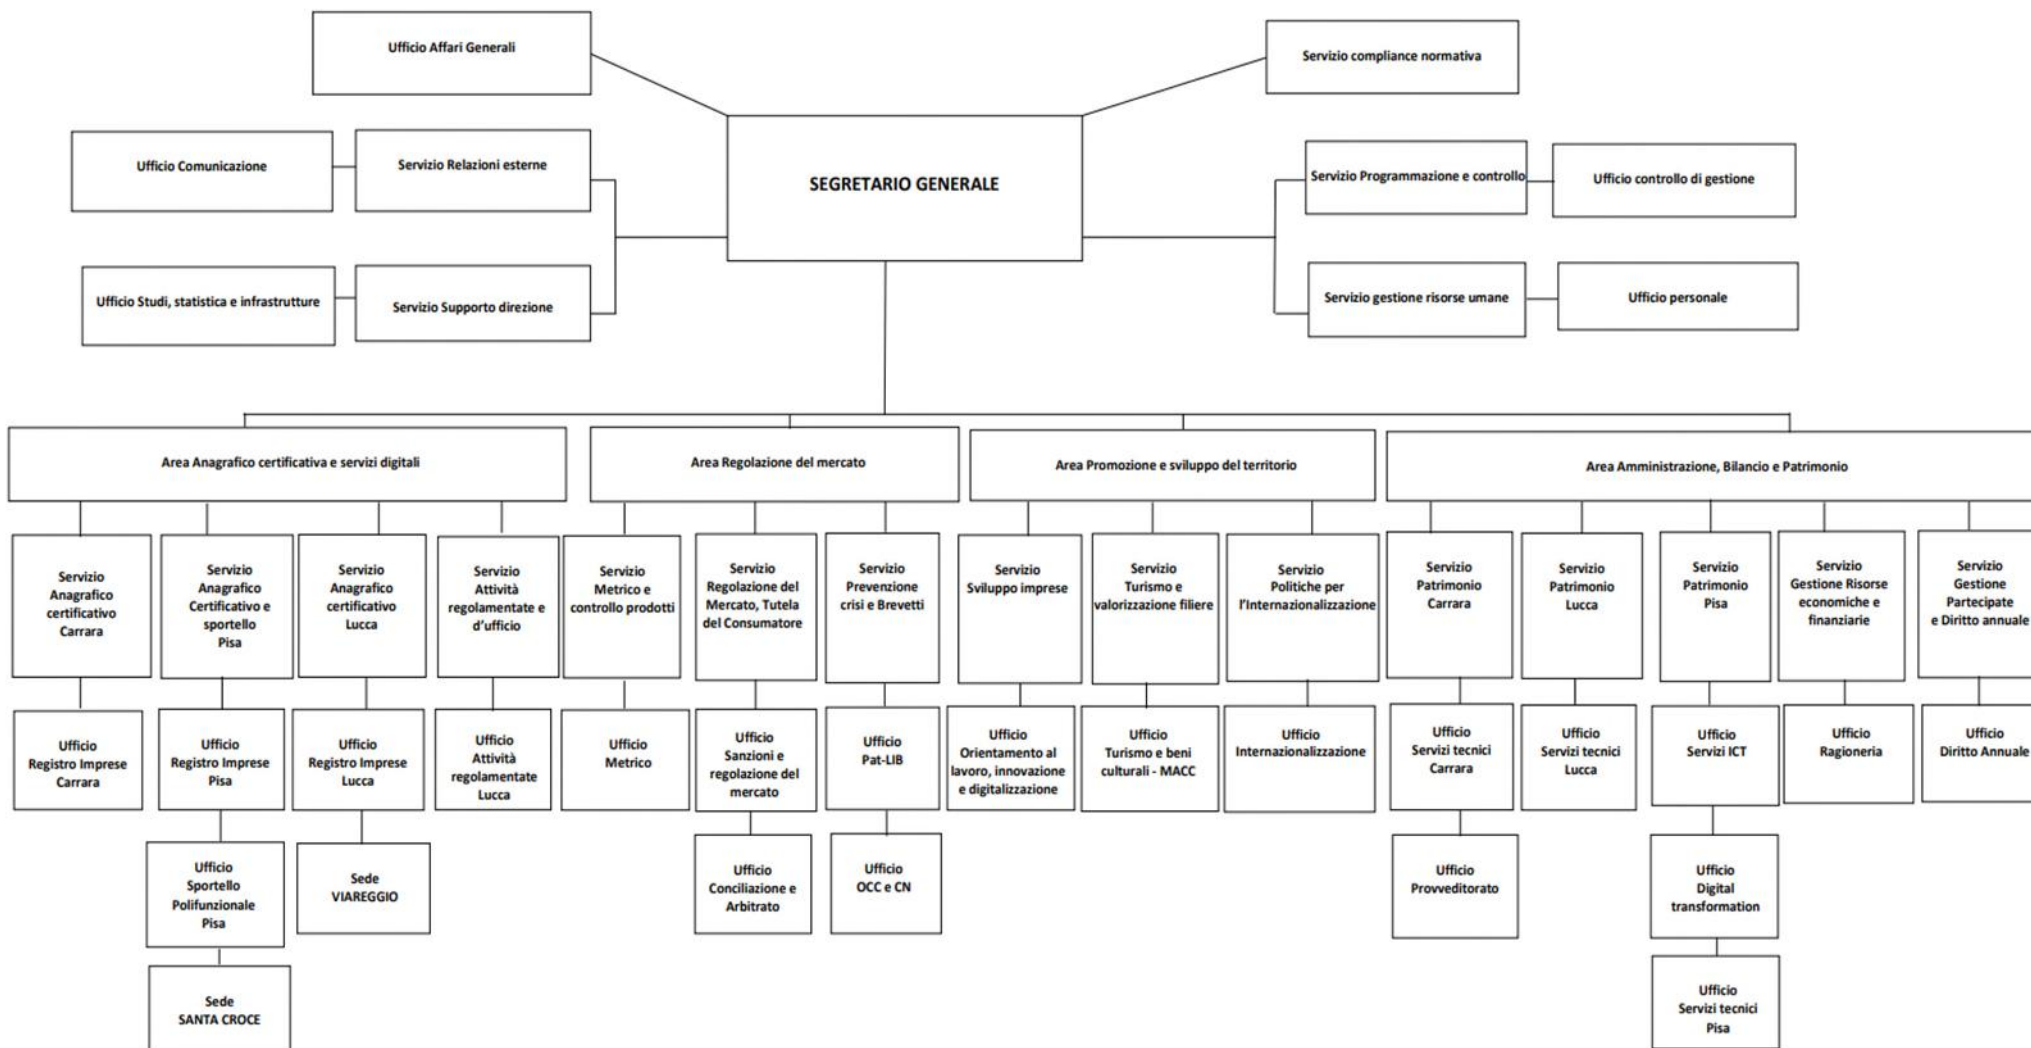 Ufficio Affari Generali
Servizio compliance normativa
Ufficio Comunicazione
Servizio Relazioni esterne
SEGRETARIO GENERALE
Servizio Programmazione e controllo
Ufficio controllo di gestione
Ufficio Studi, statistica e infrastrutture
Servizio Supporto direzione
Servizio gestione risorse umane
Ufficio personale
Area Anagrafico certificativa e servizi digitali
Area Regolazione del mercato
Area Promozione e sviluppo del territorio
Area Amministrazione, Bilancio e Patrimonio
Servizio
Anagrafico
certificativo
Carrara
Servizio
Anagrafico
Certificativo e
sportello
Pisa
Servizio
Anagrafico
certificativo
Lucca
Servizio
Attività
regolamentate e
d'ufficio
Servizio
Metrico e
controllo prodotti
Servizio
Regolazione del
Mercato, Tutela
del Consumatore
Servizio
Prevenzione
crisi e Brevetti
Servizio
Sviluppo imprese
Servizio
Turismo e
valorizzazione filiere
Servizio
Politiche per
l'Internazionalizzazione
Servizio
Patrimonio
Carrara
Servizio
Patrimonio
Lucca
Servizio
Patrimonio
Pisa
Servizio
Gestione Risorse
economiche e
finanziarie
Servizio
Gestione
Partecipate
e Diritto annuale
Ufficio
Registro Imprese
Carrara
Ufficio
Registro Imprese
Pisa
Ufficio
Registro Imprese
Lucca
Ufficio
Attività
regolamentate
Lucca
Ufficio
Metrico
Ufficio
Sanzioni e
regolazione del
mercato
Ufficio
Pat-LIB
Ufficio
Orientamento al
lavoro, innovazione
e digitalizzazione
Ufficio
Turismo e beni
culturali - MACC
Ufficio
Internazionalizzazione
Ufficio
Servizi tecnici
Carrara
Ufficio
Servizi tecnici
Lucca
Ufficio
Servizi ICT
Ufficio
Ragioneria
Ufficio
Diritto Annuale
Ufficio
Sportello
Polifunzionale
Pisa
Sede
VIAREGGIO
Ufficio
Conciliazione e
Arbitrato
Ufficio
OCC e CN
Ufficio
Provveditorato
Ufficio
Digital
transformation
Sede
SANTA CROCE
Ufficio
Servizi tecnici
Pisa